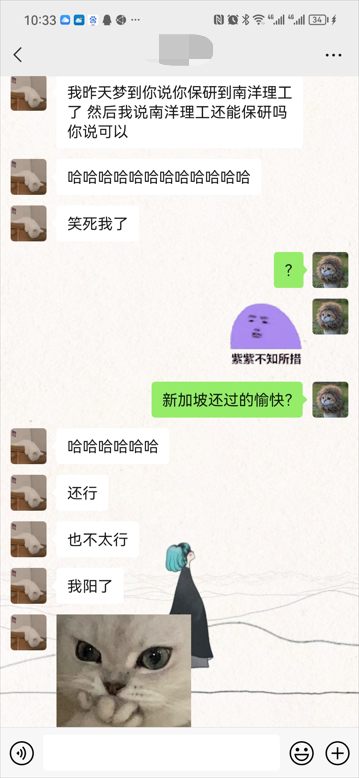 10:33
34
我昨天梦到你说你保研到南洋理工
了 然后我说南洋理工还能保研吗
你说可以
哈哈哈哈哈哈哈哈哈哈哈哈
笑死我了
?
紫紫不知所措
新加坡还过的愉快?
哈哈哈哈哈哈
还行
也不太行
我阳了